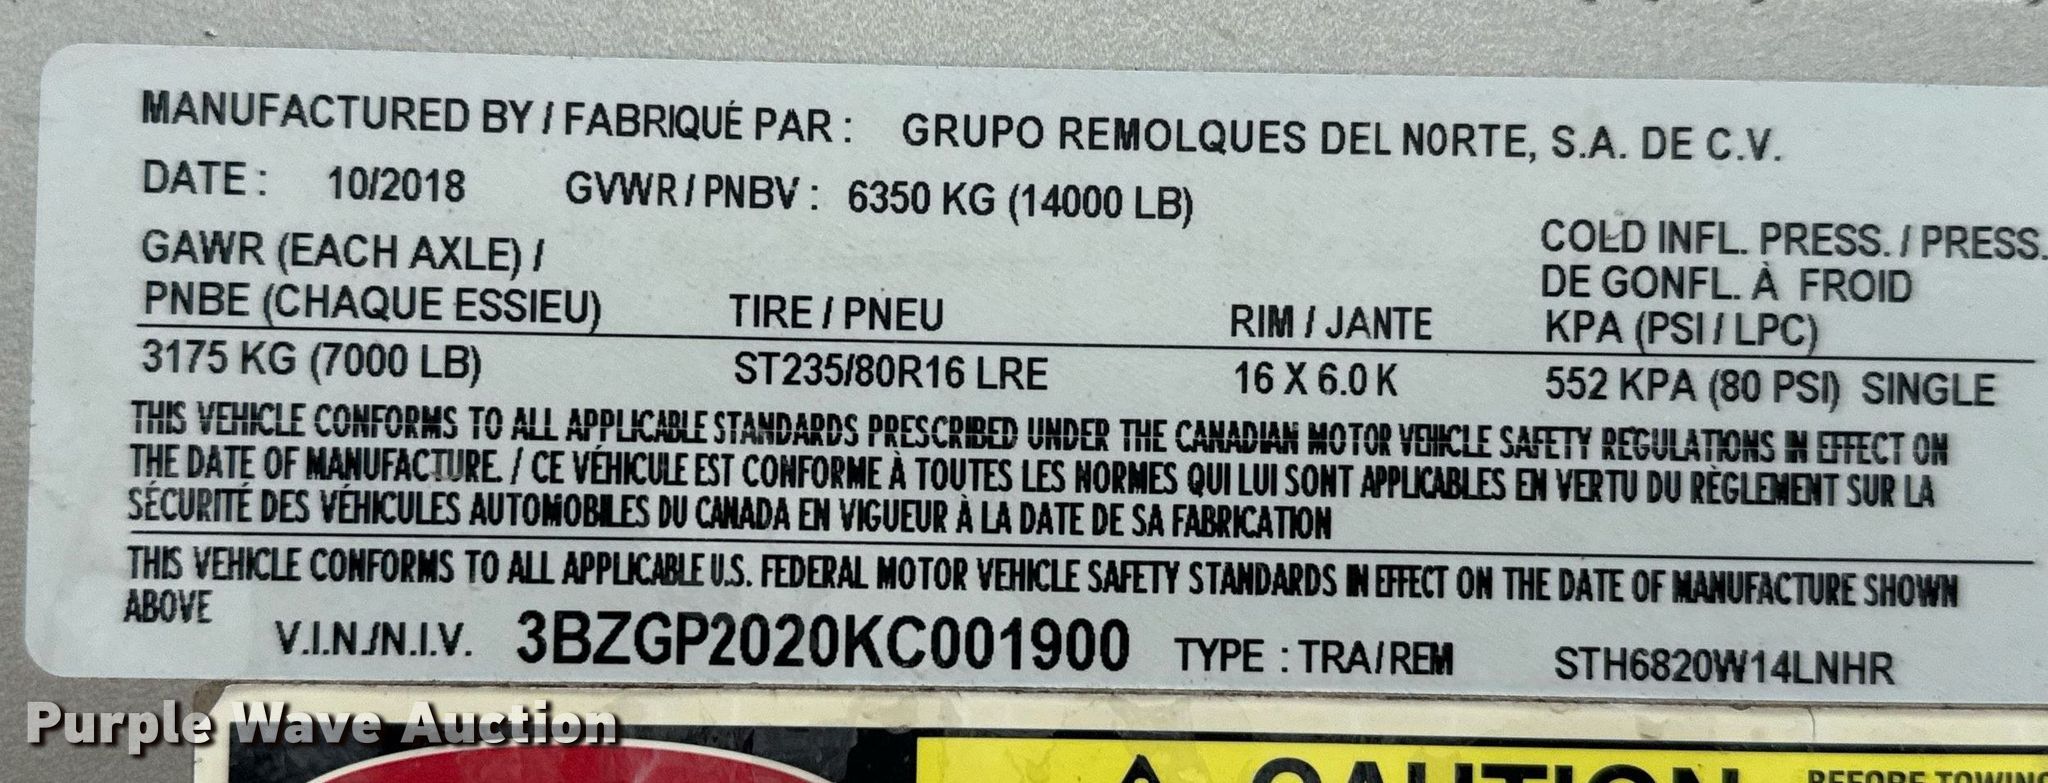 MANUFACTURED BY / FABRIQUÉ PAR : GRUPO REMOLQUES DEL NORTE, S.A. DE C.V.
DATE : 10/2018 GVWR / PNBV : 6350 KG (14000 LB)
GAWR (EACH AXLE) /
PNBE (CHAQUE ESSIEU) TIRE / PNEU RIM / JANTE
COLD INFL. PRESS. / PRESS.
DE GONFL. À FROID
KPA (PSI / LPC)
3175 KG (7000 LB) ST235/80R16 LRE 16 X 6.0 K 552 KPA (80 PSI) SINGLE
THIS VEHICLE CONFORMS TO ALL APPLICABLE STANDARDS PRESCRIBED UNDER THE CANADIAN MOTOR VEHICLE SAFETY REGULATIONS IN EFFECT ON
THE DATE OF MANUFACTURE. / CE VÉHICULE EST CONFORME À TOUTES LES NORMES QUI LUI SONT APPLICABLES EN VERTU DU RÈGLEMENT SUR LA
SÉCURITÉ DES VÉHICULES AUTOMOBILES DU CANADA EN VIGUEUR À LA DATE DE SA FABRICATION
THIS VEHICLE CONFORMS TO ALL APPLICABLE U.S. FEDERAL MOTOR VEHICLE SAFETY STANDARDS IN EFFECT ON THE DATE OF MANUFACTURE SHOWN
ABOVE
V.I.N./N.I.V. 3BZGP2020KC001900 TYPE : TRA/REM STH6820W14LNHR
Purple Wave Auction
CAUTION BEFORE TOWING